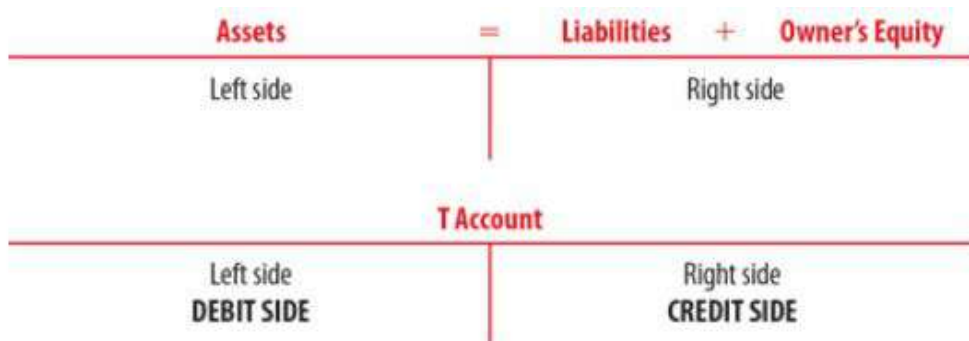 Assets = Liabilities + Owner's Equity
Left side Right side
T Account
Left side Right side
DEBIT SIDE CREDIT SIDE